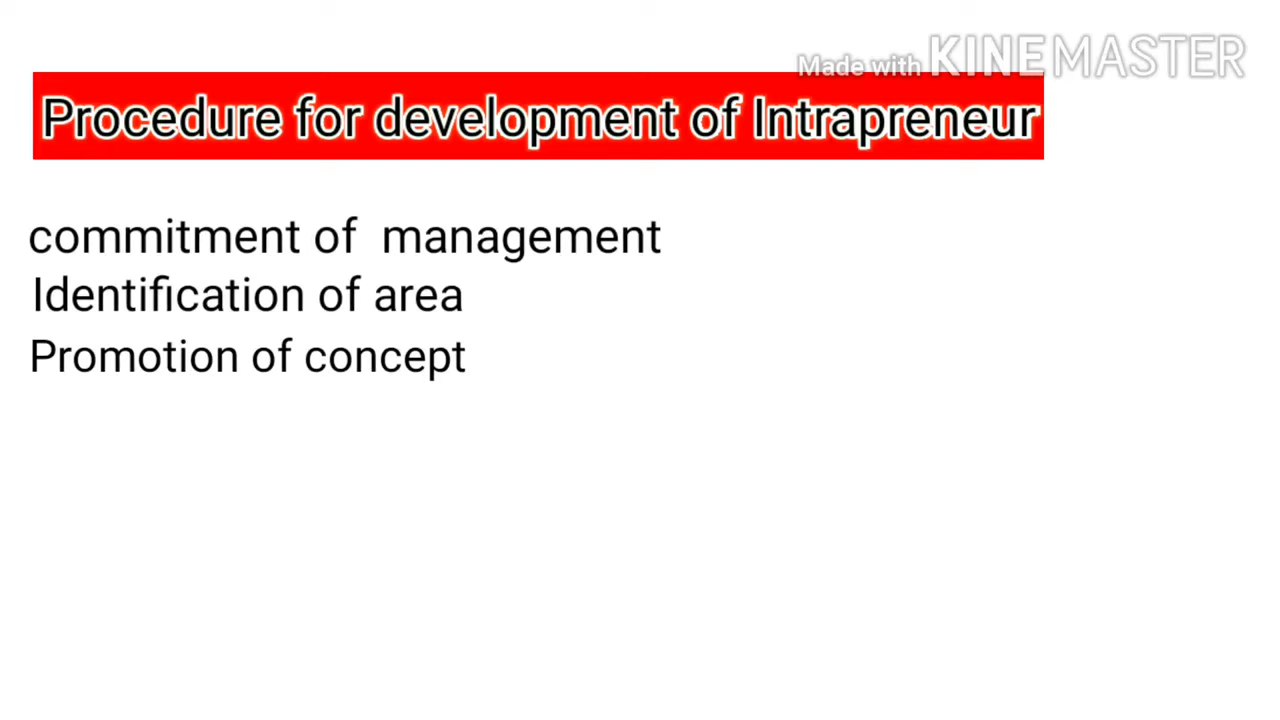 Made with KINEMASTER
Procedure for development of Intrapreneur
commitment of  management
Identification of area
Promotion of concept